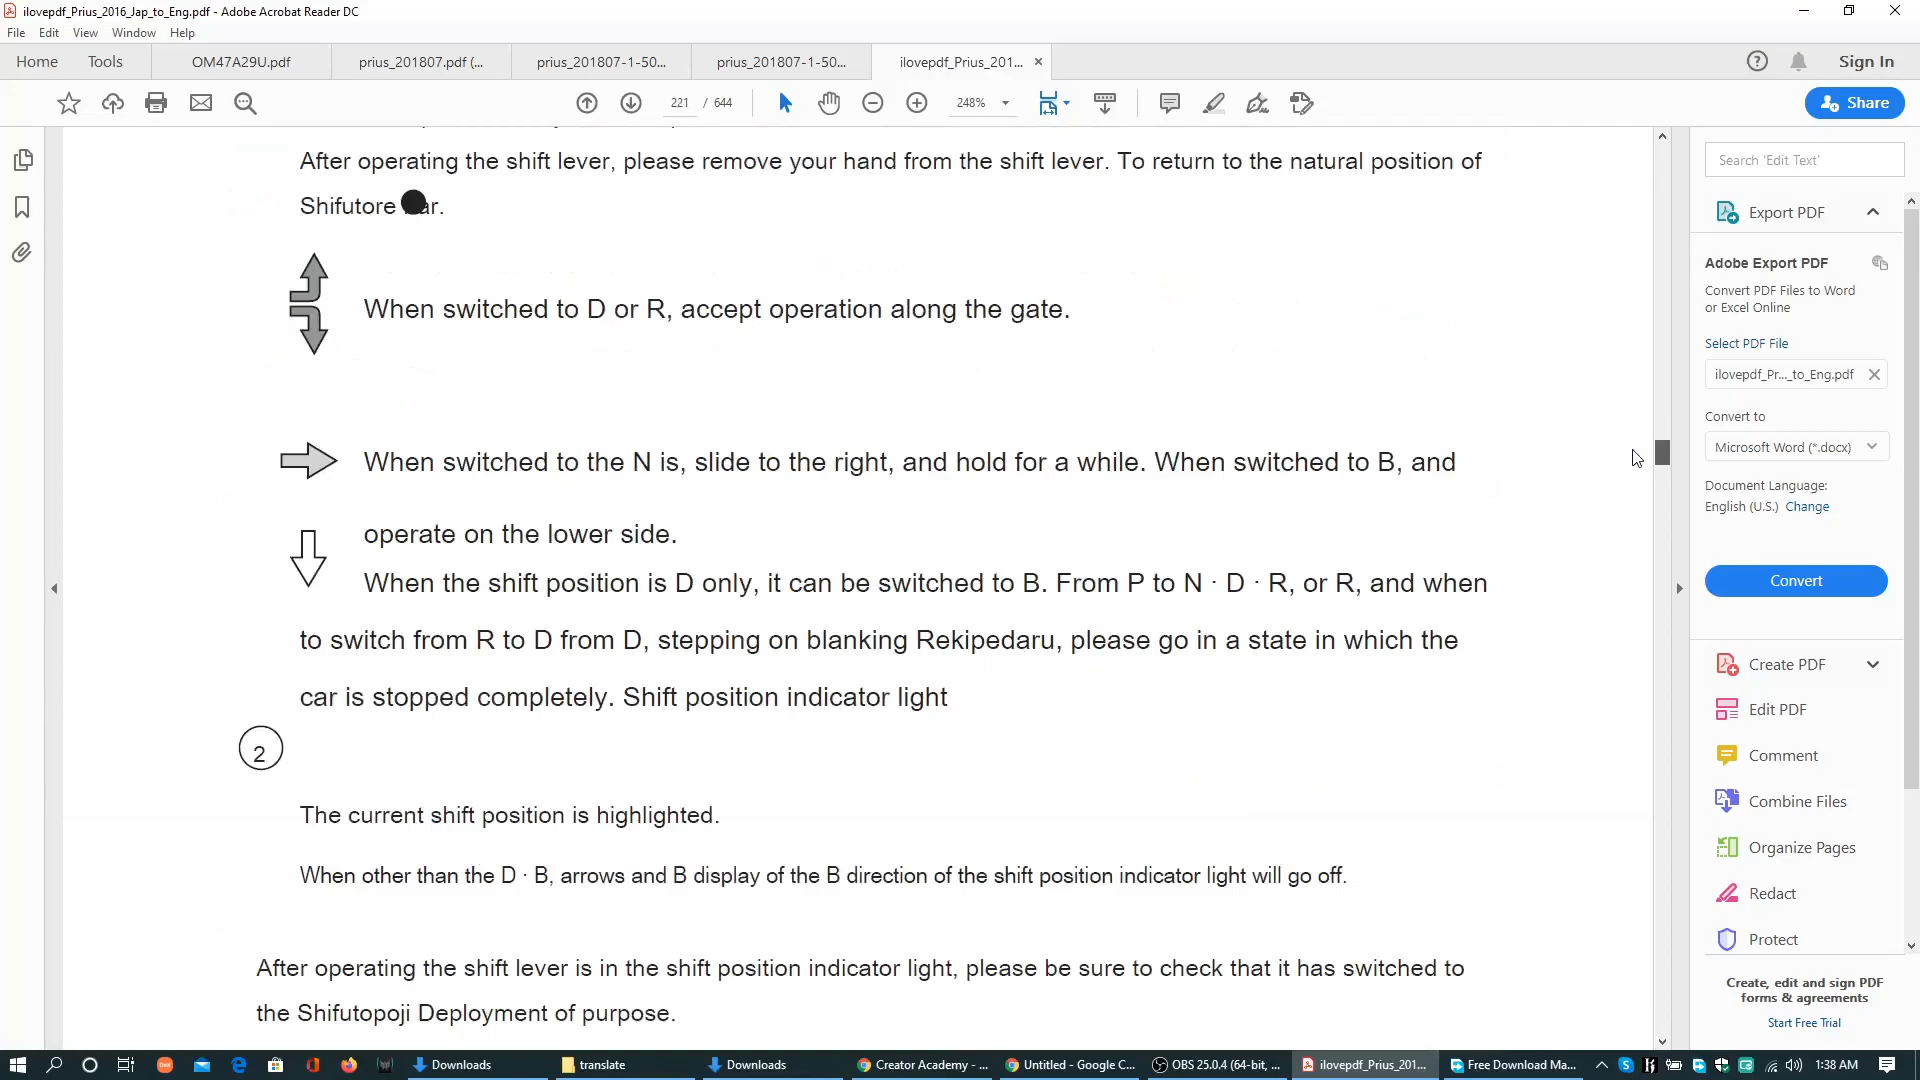 ilovepdf_Prius_2016_Jap_to_Eng.pdf - Adobe Acrobat Reader DC
File Edit View Window Help
Home Tools OM47A29U.pdf prius_201807.pdf (... prius_201807-1-50... prius_201807-1-50... ilovepdf_Prius_201... × Sign In
221 / 644 248% Share
After operating the shift lever, please remove your hand from the shift lever. To return to the natural position of
Shifutore ar.
When switched to D or R, accept operation along the gate.
When switched to the N is, slide to the right, and hold for a while. When switched to B, and
operate on the lower side.
When the shift position is D only, it can be switched to B. From P to N · D · R, or R, and when
to switch from R to D from D, stepping on blanking Rekipedaru, please go in a state in which the
car is stopped completely. Shift position indicator light
2
The current shift position is highlighted.
When other than the D · B, arrows and B display of the B direction of the shift position indicator light will go off.
After operating the shift lever is in the shift position indicator light, please be sure to check that it has switched to
the Shifutopoji Deployment of purpose.
Search 'Edit Text'
Export PDF
Adobe Export PDF
Convert PDF Files to Word
or Excel Online
Select PDF File
ilovepdf_Pr..._to_Eng.pdf
Convert to
Microsoft Word (*.docx)
Document Language:
English (U.S.) Change
Convert
Create PDF
Edit PDF
Comment
Combine Files
Organize Pages
Redact
Protect
Create, edit and sign PDF
forms & agreements
Start Free Trial
Downloads translate Downloads Creator Academy - ... Untitled - Google C... OBS 25.0.4 (64-bit, ... ilovepdf_Prius_201... Free Download Ma... 1:38 AM